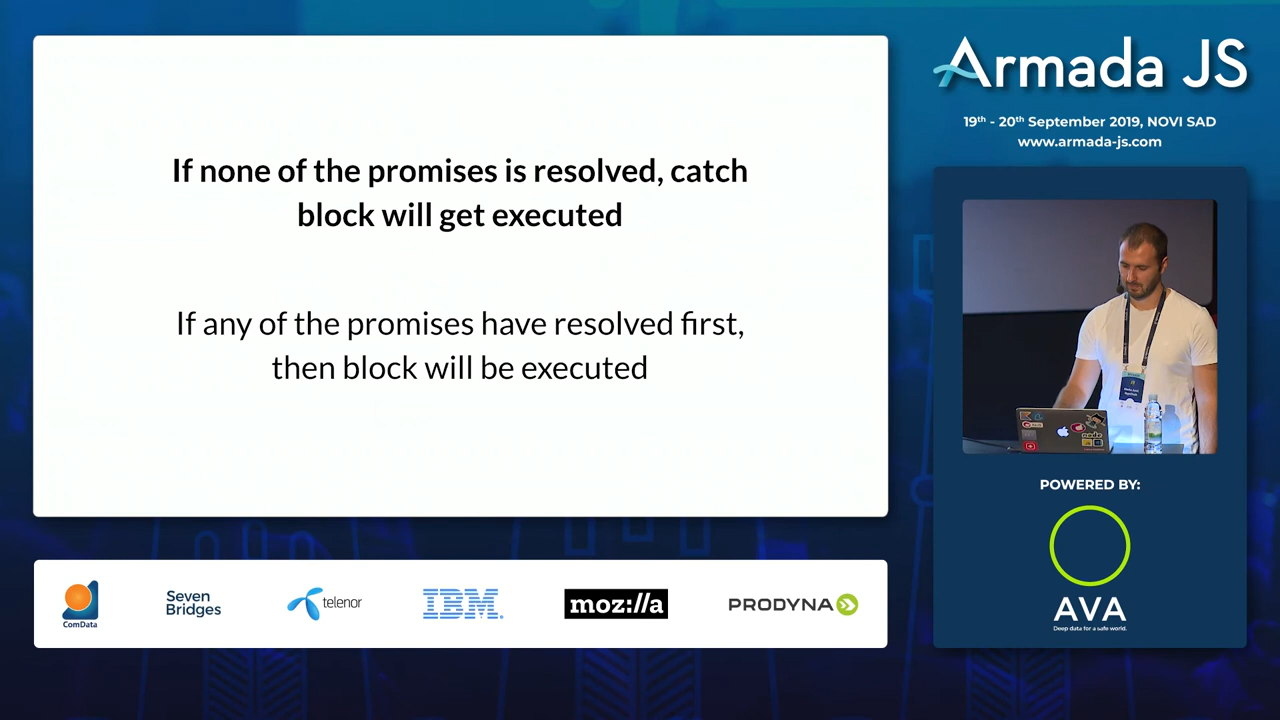 If none of the promises is resolved, catch
block will get executed
If any of the promises have resolved first,
then block will be executed
Armada JS
19th - 20th September 2019, NOVI SAD
www.armada-js.com
POWERED BY:
AVA
Deep data for a safe world.
ComData
Seven
Bridges
telenor
IBM
moz://a
PRODYNA
node